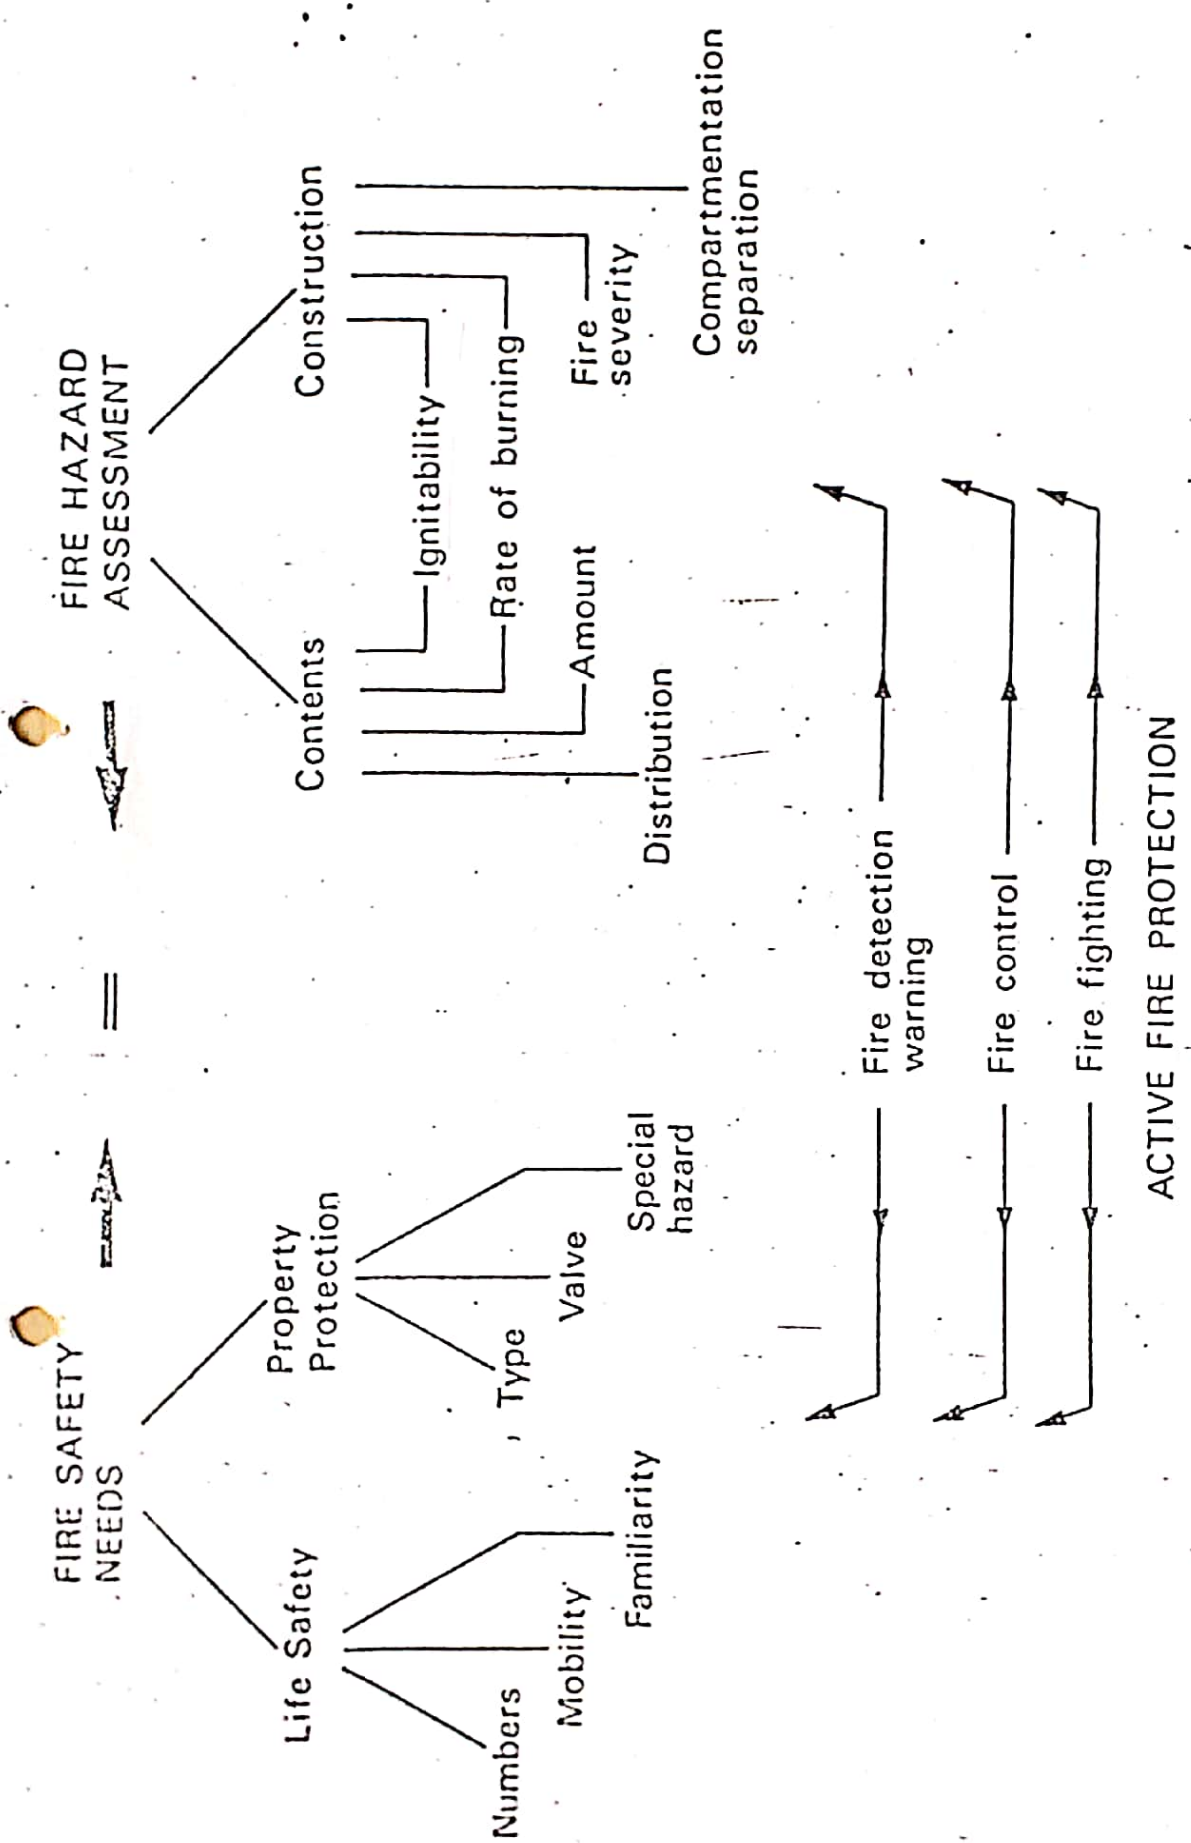 FIRE SAFETY
NEEDS
=
FIRE HAZARD
ASSESSMENT
Life Safety
Property
Protection
Contents
Construction
Numbers
Mobility
Familiarity
Type
Valve
Special
hazard
Ignitability
Rate of burning
Amount
Distribution
Fire
severity
Compartmentation
separation
Fire detection
warning
Fire control
Fire fighting
ACTIVE FIRE PROTECTION